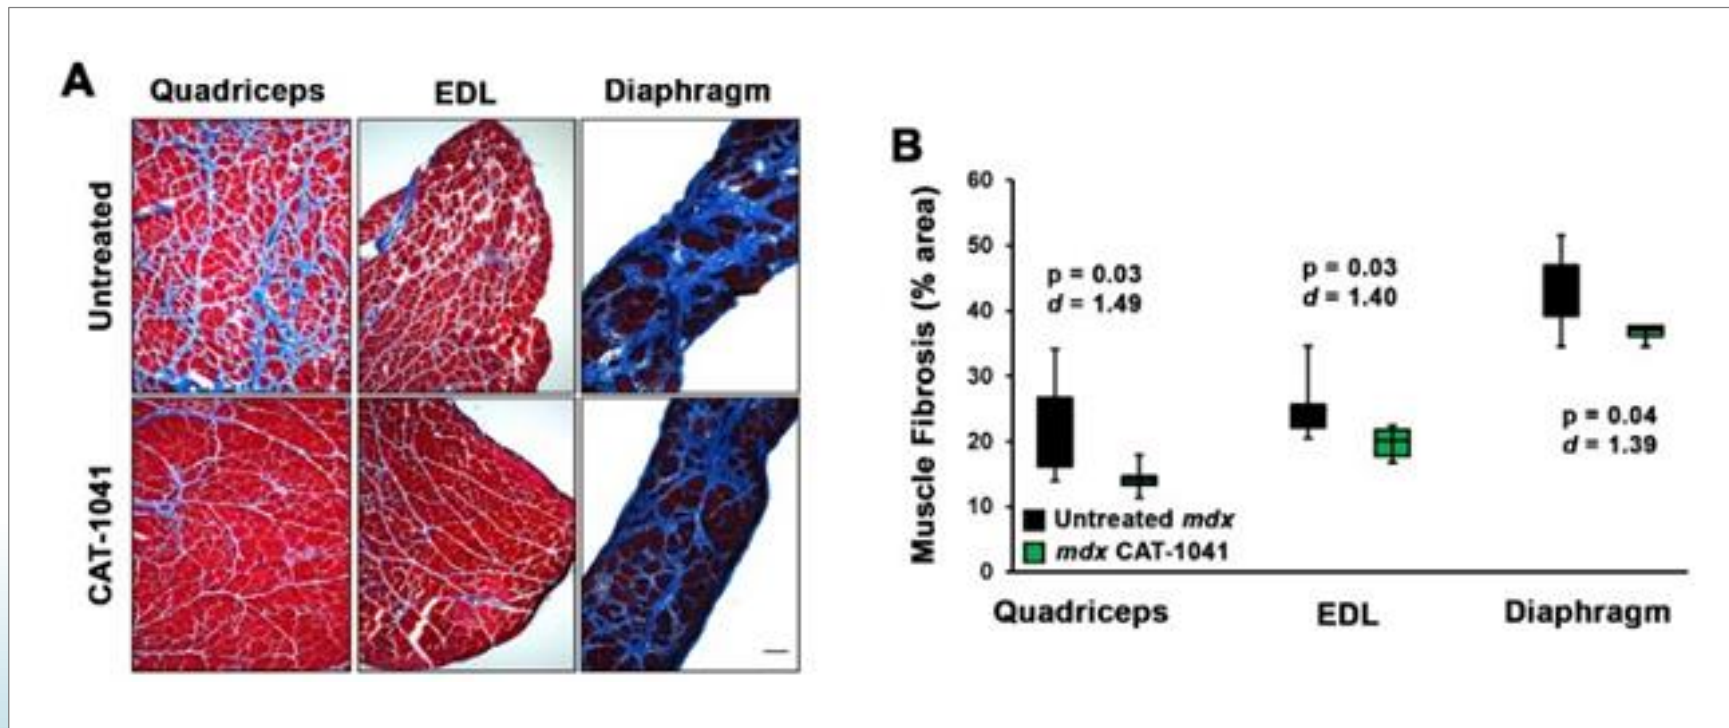 A
Quadriceps EDL Diaphragm
Untreated
CAT-1041
B
Muscle Fibrosis (% area)
60
50
40
30
20
10
0
p = 0.03
d = 1.49
p = 0.03
d = 1.40
p = 0.04
d = 1.39
Untreated mdx
mdx CAT-1041
Quadriceps EDL Diaphragm